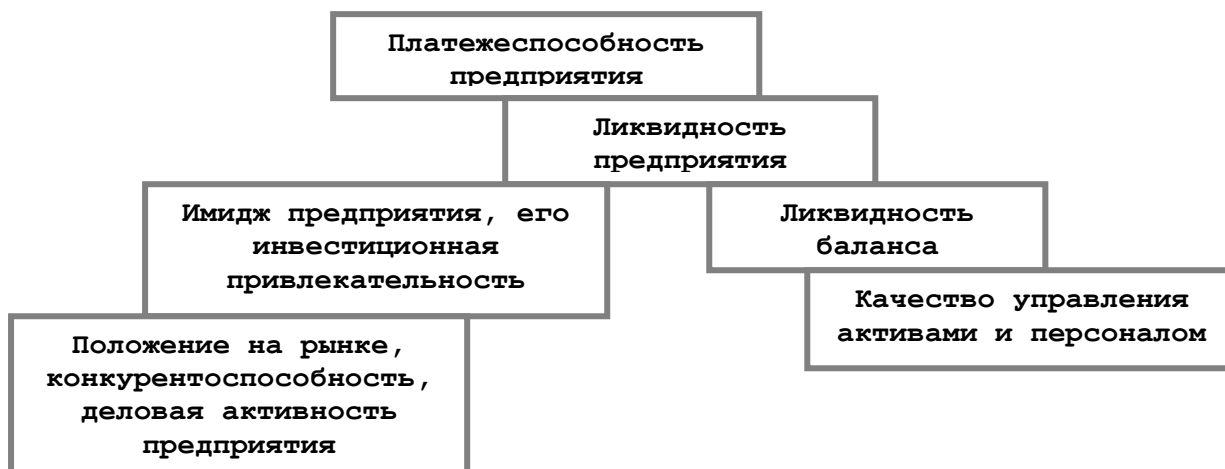 Платежеспособность
предприятия
Ликвидность
предприятия
Имидж предприятия, его
инвестиционная
привлекательность
Ликвидность
баланса
Качество управления
активами и персоналом
Положение на рынке,
конкурентоспособность,
деловая активность
предприятия